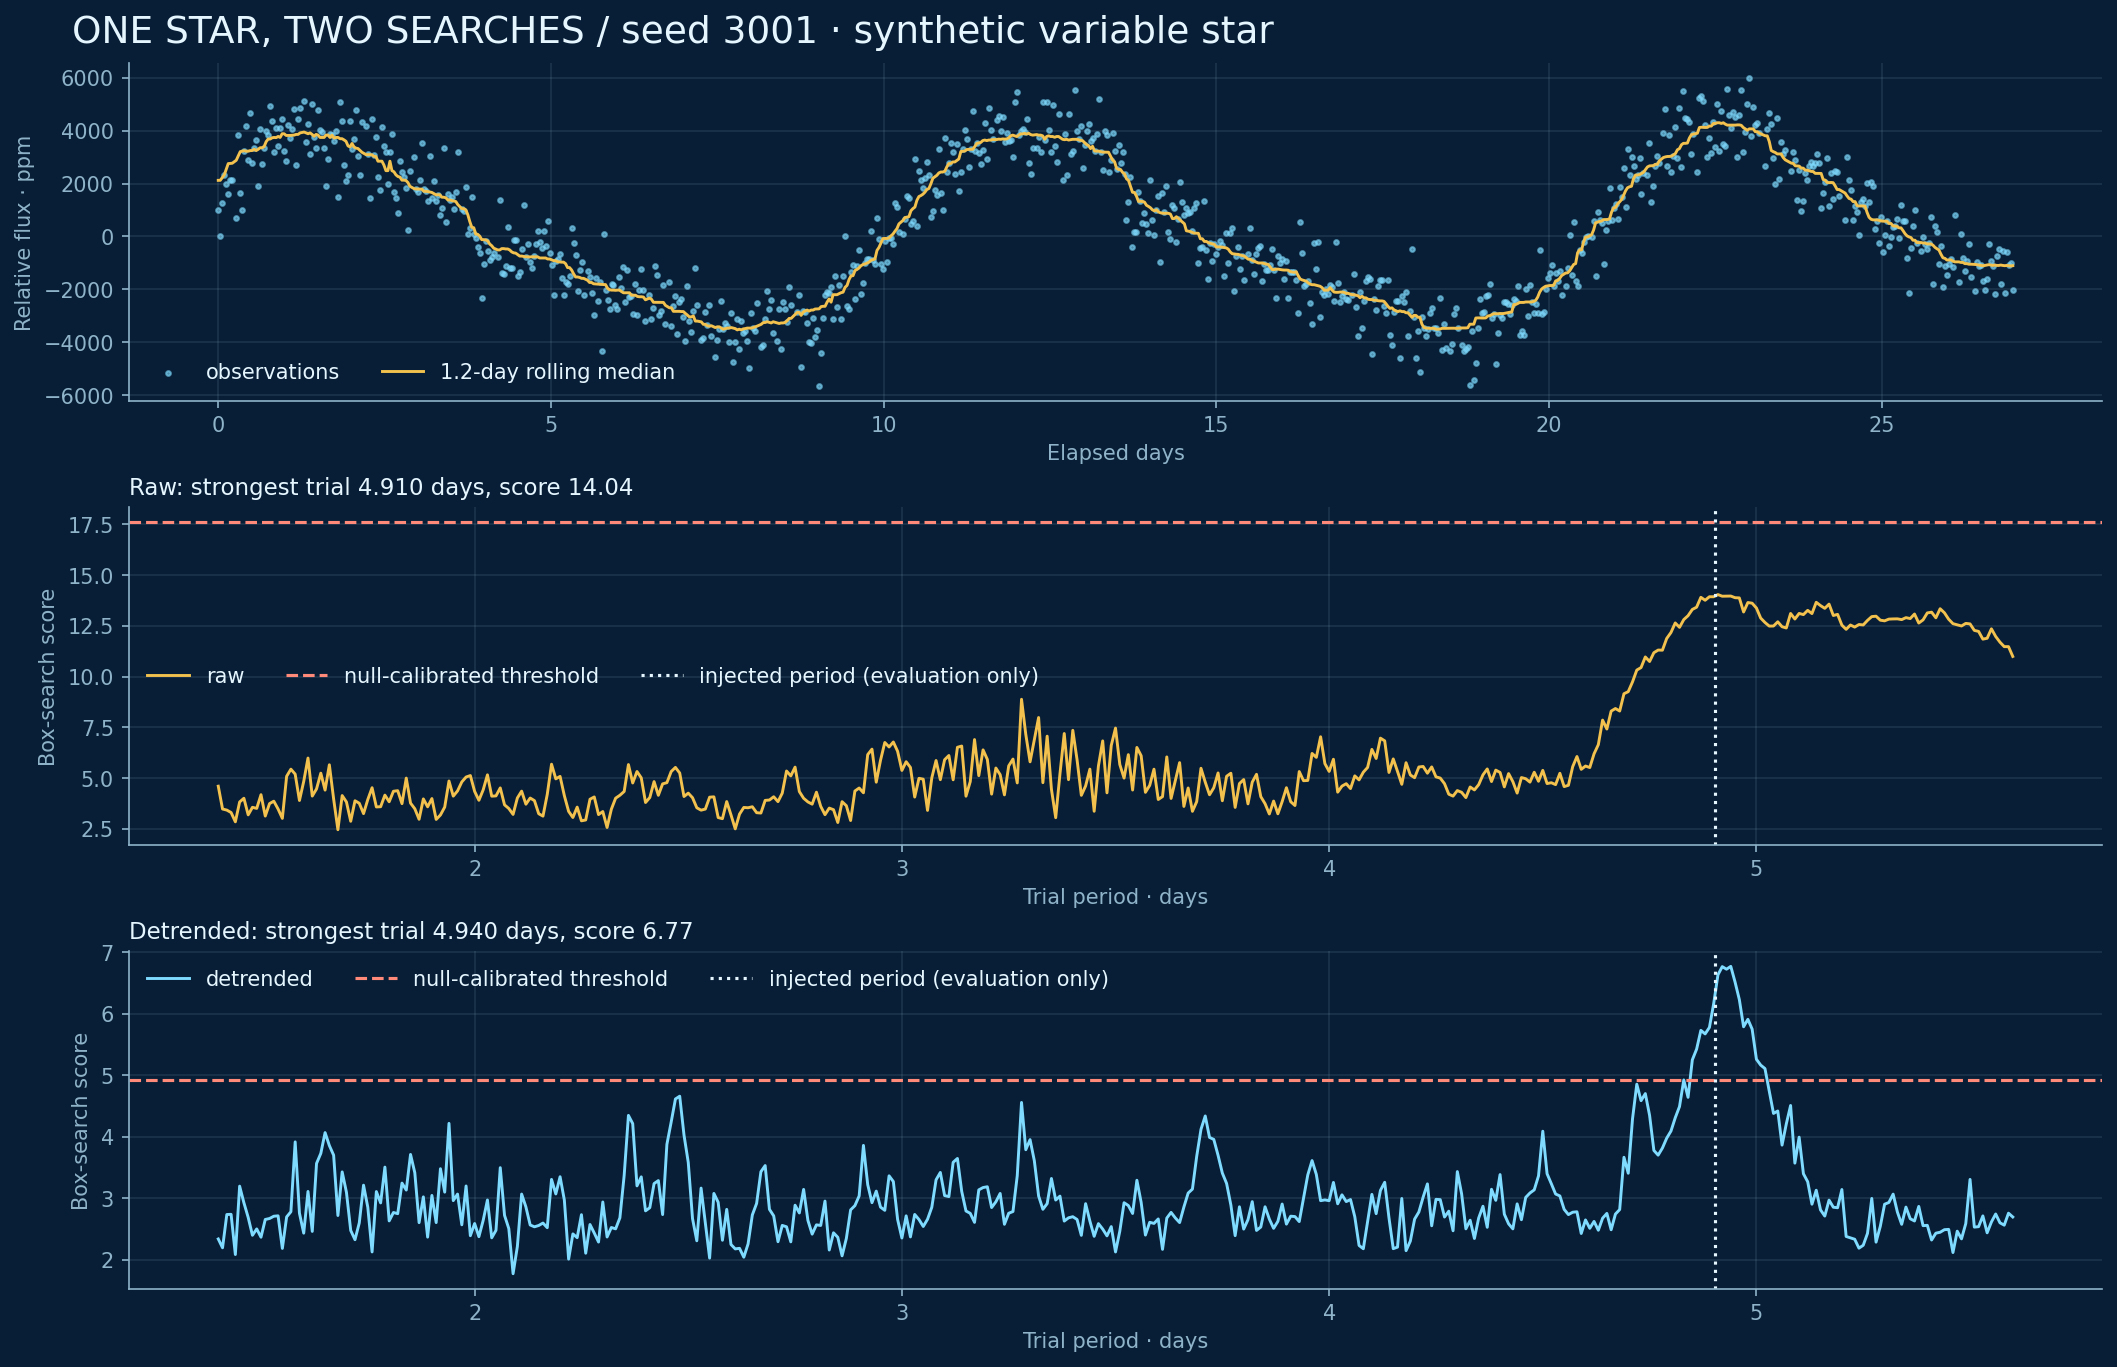 ONE STAR, TWO SEARCHES / seed 3001 · synthetic variable star
6000
4000
2000
0
−2000
−4000
−6000
Relative flux · ppm
observations
1.2-day rolling median
0 5 10 15 20 25
Elapsed days
Raw: strongest trial 4.910 days, score 14.04
17.5
15.0
12.5
10.0
7.5
5.0
2.5
Box-search score
raw
null-calibrated threshold
injected period (evaluation only)
2 3 4 5
Trial period · days
Detrended: strongest trial 4.940 days, score 6.77
7
6
5
4
3
2
Box-search score
detrended
null-calibrated threshold
injected period (evaluation only)
2 3 4 5
Trial period · days